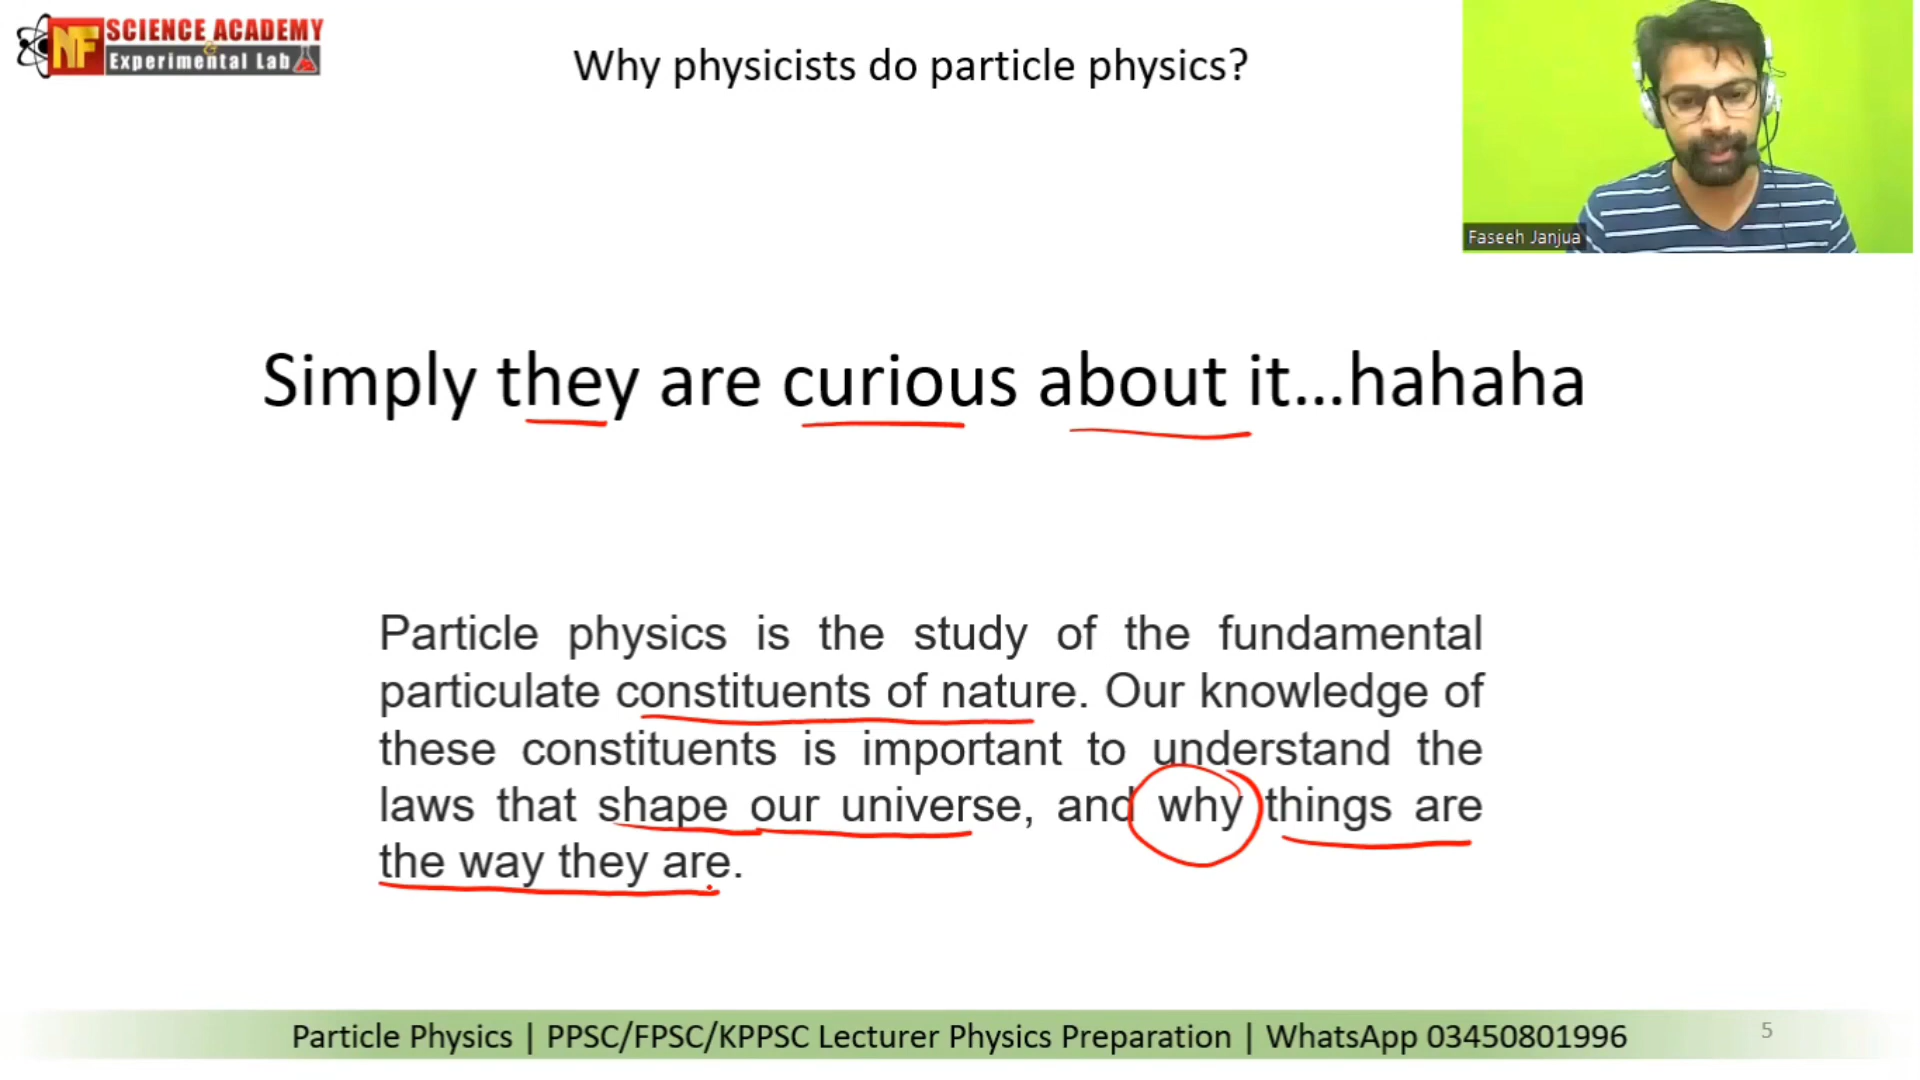 NF SCIENCE ACADEMY
&
Experimental Lab
Why physicists do particle physics?
Faseeh Janjua
Simply they are curious about it...hahaha
Particle physics is the study of the fundamental
particulate constituents of nature. Our knowledge of
these constituents is important to understand the
laws that shape our universe, and why things are
the way they are.
Particle Physics | PPSC/FPSC/KPPSC Lecturer Physics Preparation | WhatsApp 03450801996
5